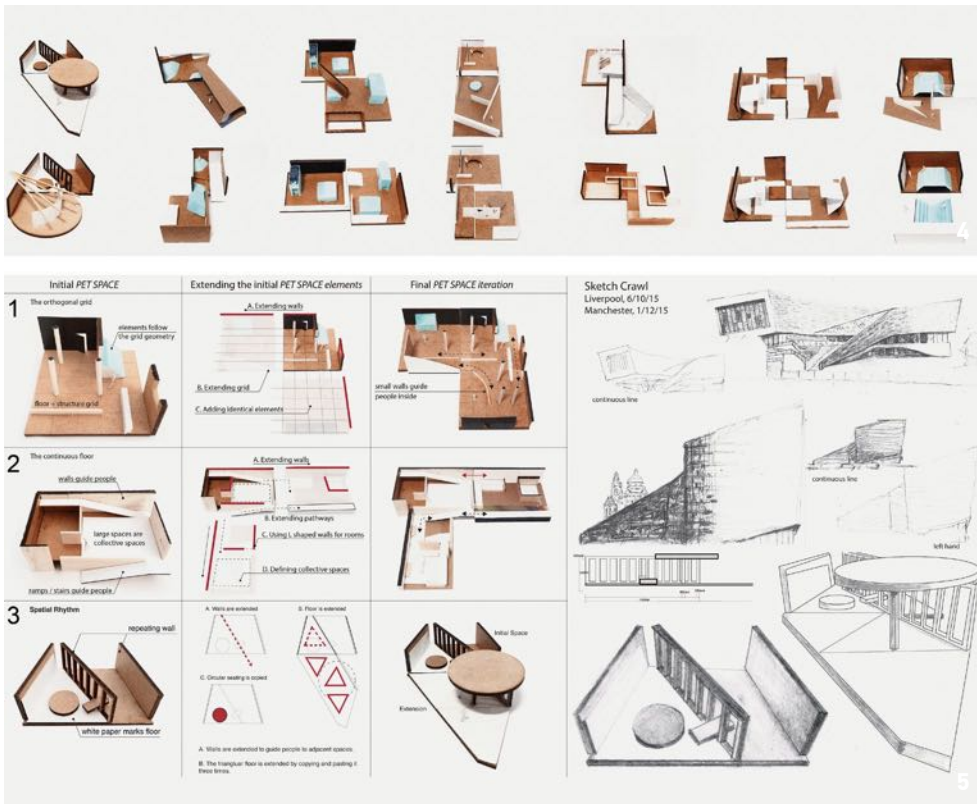 4
Initial PET SPACE
Extending the initial PET SPACE elements
Final PET SPACE iteration
1
The orthogonal grid
elements follow
the grid geometry
floor + structure grid
A. Extending walls
B. Extending grid
C. Adding identical elements
small walls guide
people inside
2
The continuous floor
walls guide people
large spaces are
collective spaces
ramps / stairs guide people
A. Extending walls
B. Extending pathways
C. Using L shaped walls for rooms
D. Defining collective spaces
3
Spatial Rhythm
repeating wall
white paper marks floor
A. Walls are extended
B. Floor is extended
C. Circular seating is copied
A. Walls are extended to guide people to adjacent spaces.
B. The triangluar floor is extended by copying and pasting it
three times.
Initial Space
Extension
Sketch Crawl
Liverpool, 6/10/15
Manchester, 1/12/15
continuous line
continuous line
left hand
5